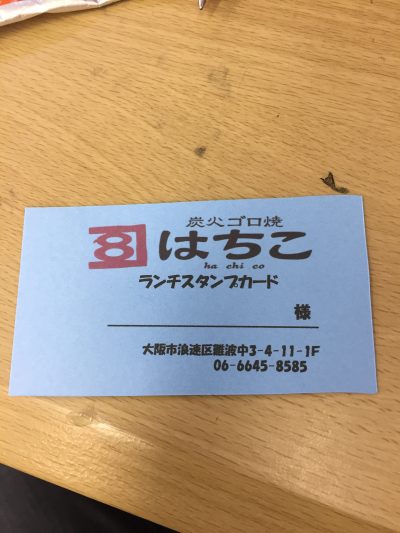 炭火ゴロ焼
はちこ
ha chi co
ランチスタンプカード
様
大阪市浪速区難波中3-4-11-1F
06-6645-8585